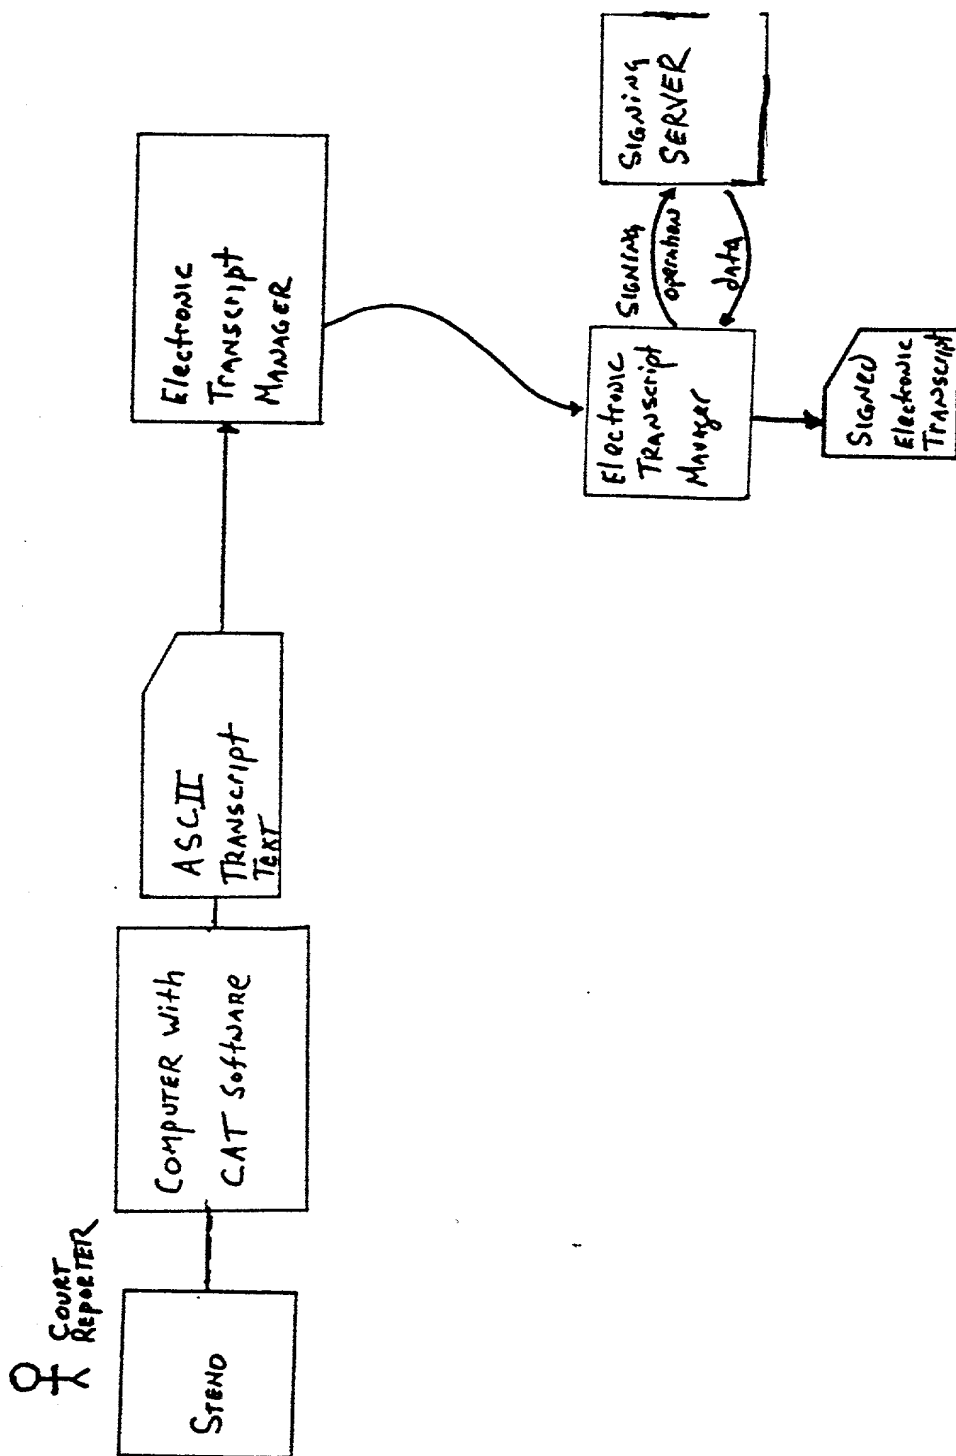 COURT
REPORTER
STENO
COMPUTER With
CAT Software
ASCII
TRANSCRIPT
TEXT
Electronic
Transcript
MANAGER
Electronic
TRANSCRIPT
Manager
SIGNING
operation
data
SIGNING
SERVER
SIGNED
Electronic
TRANSCRIPT